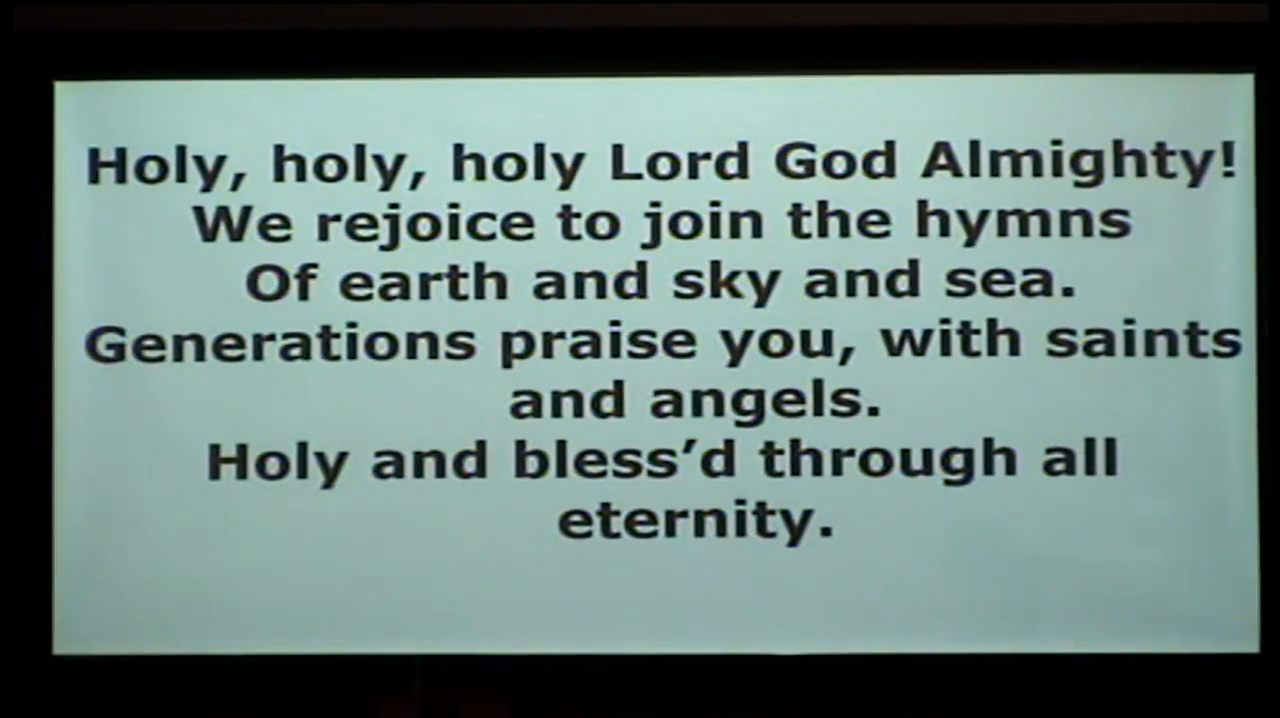 Holy, holy, holy Lord God Almighty!
We rejoice to join the hymns
Of earth and sky and sea.
Generations praise you, with saints
and angels.
Holy and bless’d through all
eternity.